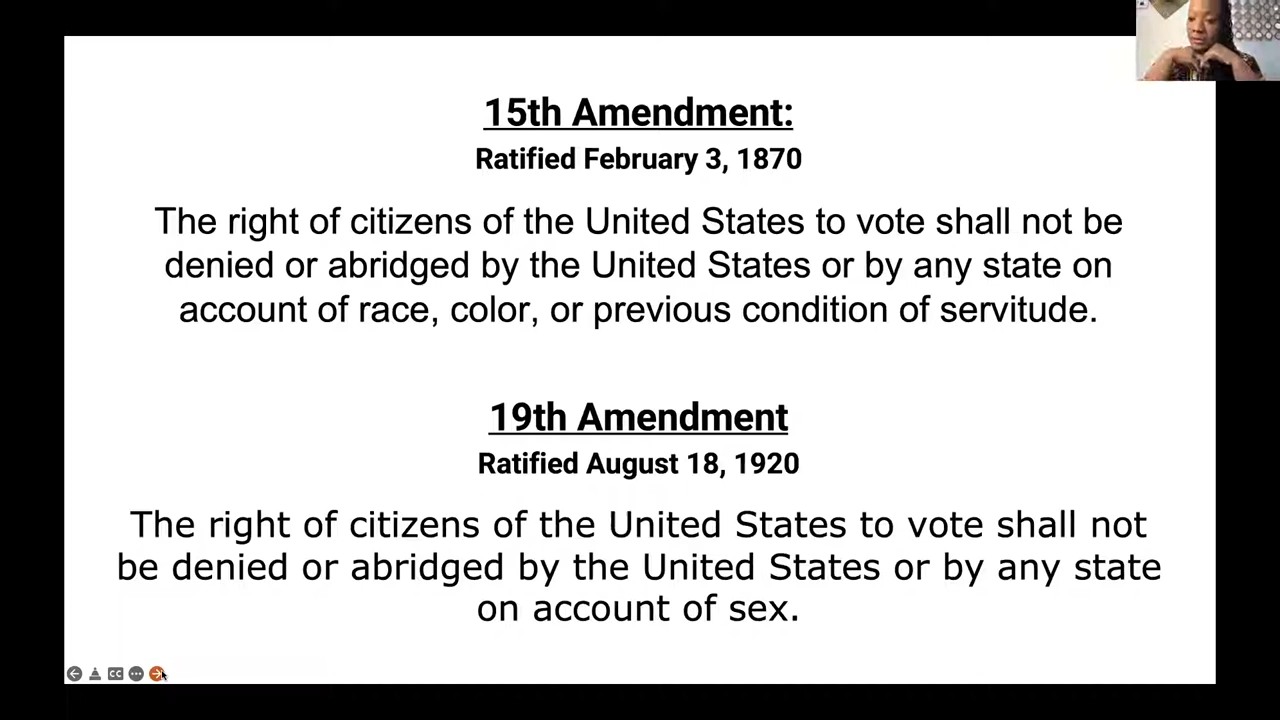 15th Amendment:
Ratified February 3, 1870
The right of citizens of the United States to vote shall not be
denied or abridged by the United States or by any state on
account of race, color, or previous condition of servitude.
19th Amendment
Ratified August 18, 1920
The right of citizens of the United States to vote shall not
be denied or abridged by the United States or by any state
on account of sex.
CC